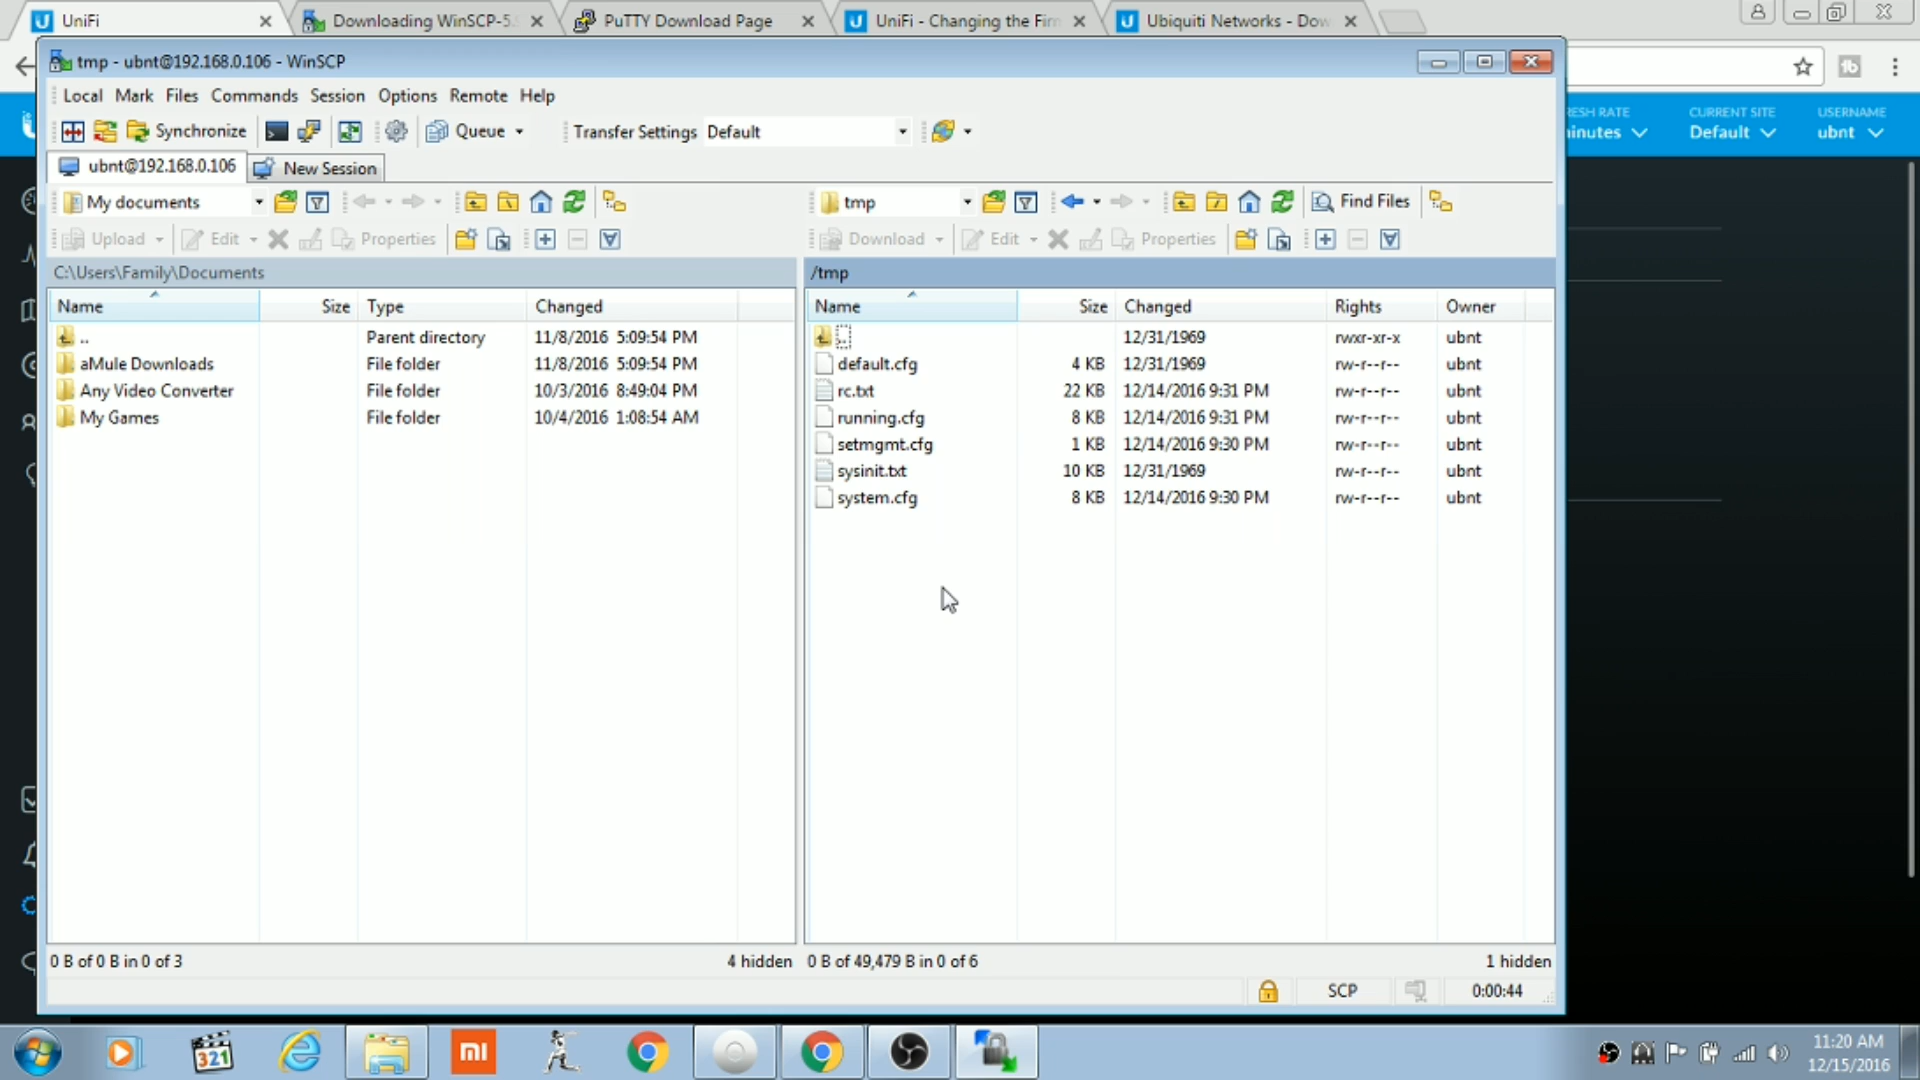 UniFi
Downloading WinSCP-5.
PuTTY Download Page
UniFi - Changing the Fir
Ubiquiti Networks - Dow
tmp - ubnt@192.168.0.106 - WinSCP
Local Mark Files Commands Session Options Remote Help
Synchronize Queue Transfer Settings Default
ubnt@192.168.0.106 New Session
My documents
tmp Find Files
Upload Edit Properties
Download Edit Properties
C:\Users\Family\Documents
/tmp
Name Size Type Changed
.. Parent directory 11/8/2016 5:09:54 PM
aMule Downloads File folder 11/8/2016 5:09:54 PM
Any Video Converter File folder 10/3/2016 8:49:04 PM
My Games File folder 10/4/2016 1:08:54 AM
Name Size Changed Rights Owner
.. 12/31/1969 rwxr-xr-x ubnt
default.cfg 4 KB 12/31/1969 rw-r--r-- ubnt
rc.txt 22 KB 12/14/2016 9:31 PM rw-r--r-- ubnt
running.cfg 8 KB 12/14/2016 9:31 PM rw-r--r-- ubnt
setmgmt.cfg 1 KB 12/14/2016 9:30 PM rw-r--r-- ubnt
sysinit.txt 10 KB 12/31/1969 rw-r--r-- ubnt
system.cfg 8 KB 12/14/2016 9:30 PM rw-r--r-- ubnt
0 B of 0 B in 0 of 3 4 hidden
0 B of 49,479 B in 0 of 6 1 hidden
SCP 0:00:44
RESH RATE
inutes
CURRENT SITE
Default
USERNAME
ubnt
321
mi
11:20 AM
12/15/2016